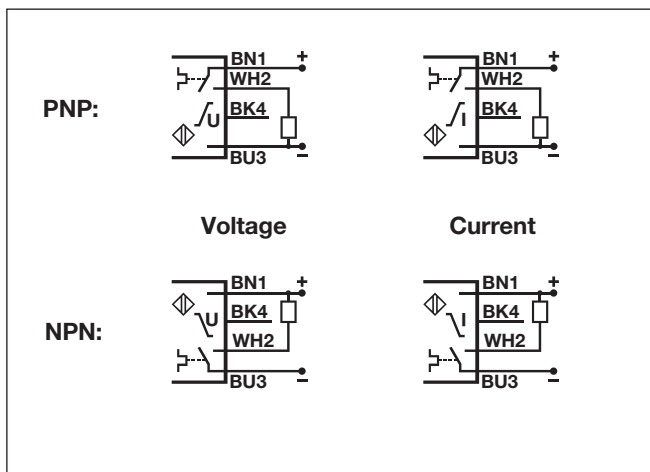 PNP:
BN1 +
WH2
U BK4
BU3 −
BN1 +
WH2
I BK4
BU3 −
Voltage
Current
NPN:
BN1 +
U BK4
WH2
BU3 −
BN1 +
I BK4
WH2
BU3 −